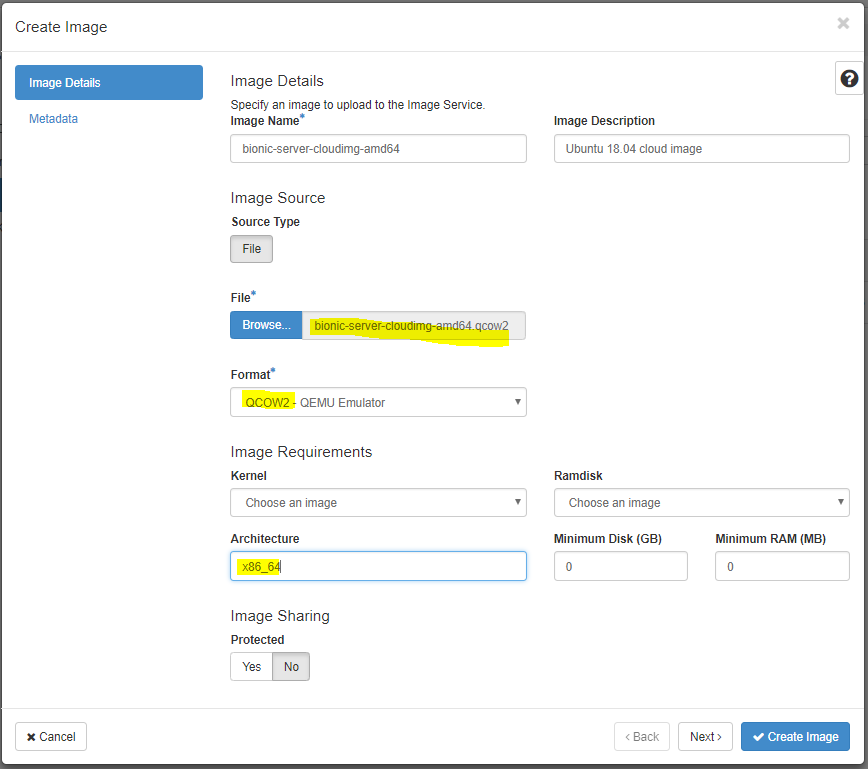 Create Image ×
Image Details
Metadata
Image Details
Specify an image to upload to the Image Service.
Image Name* Image Description
bionic-server-cloudimg-amd64 Ubuntu 18.04 cloud image
Image Source
Source Type
File
File*
Browse... bionic-server-cloudimg-amd64.qcow2
Format*
QCOW2 - QEMU Emulator
Image Requirements
Kernel Ramdisk
Choose an image Choose an image
Architecture Minimum Disk (GB) Minimum RAM (MB)
x86_64 0 0
Image Sharing
Protected
Yes No
✖ Cancel ‹ Back Next › ✔ Create Image